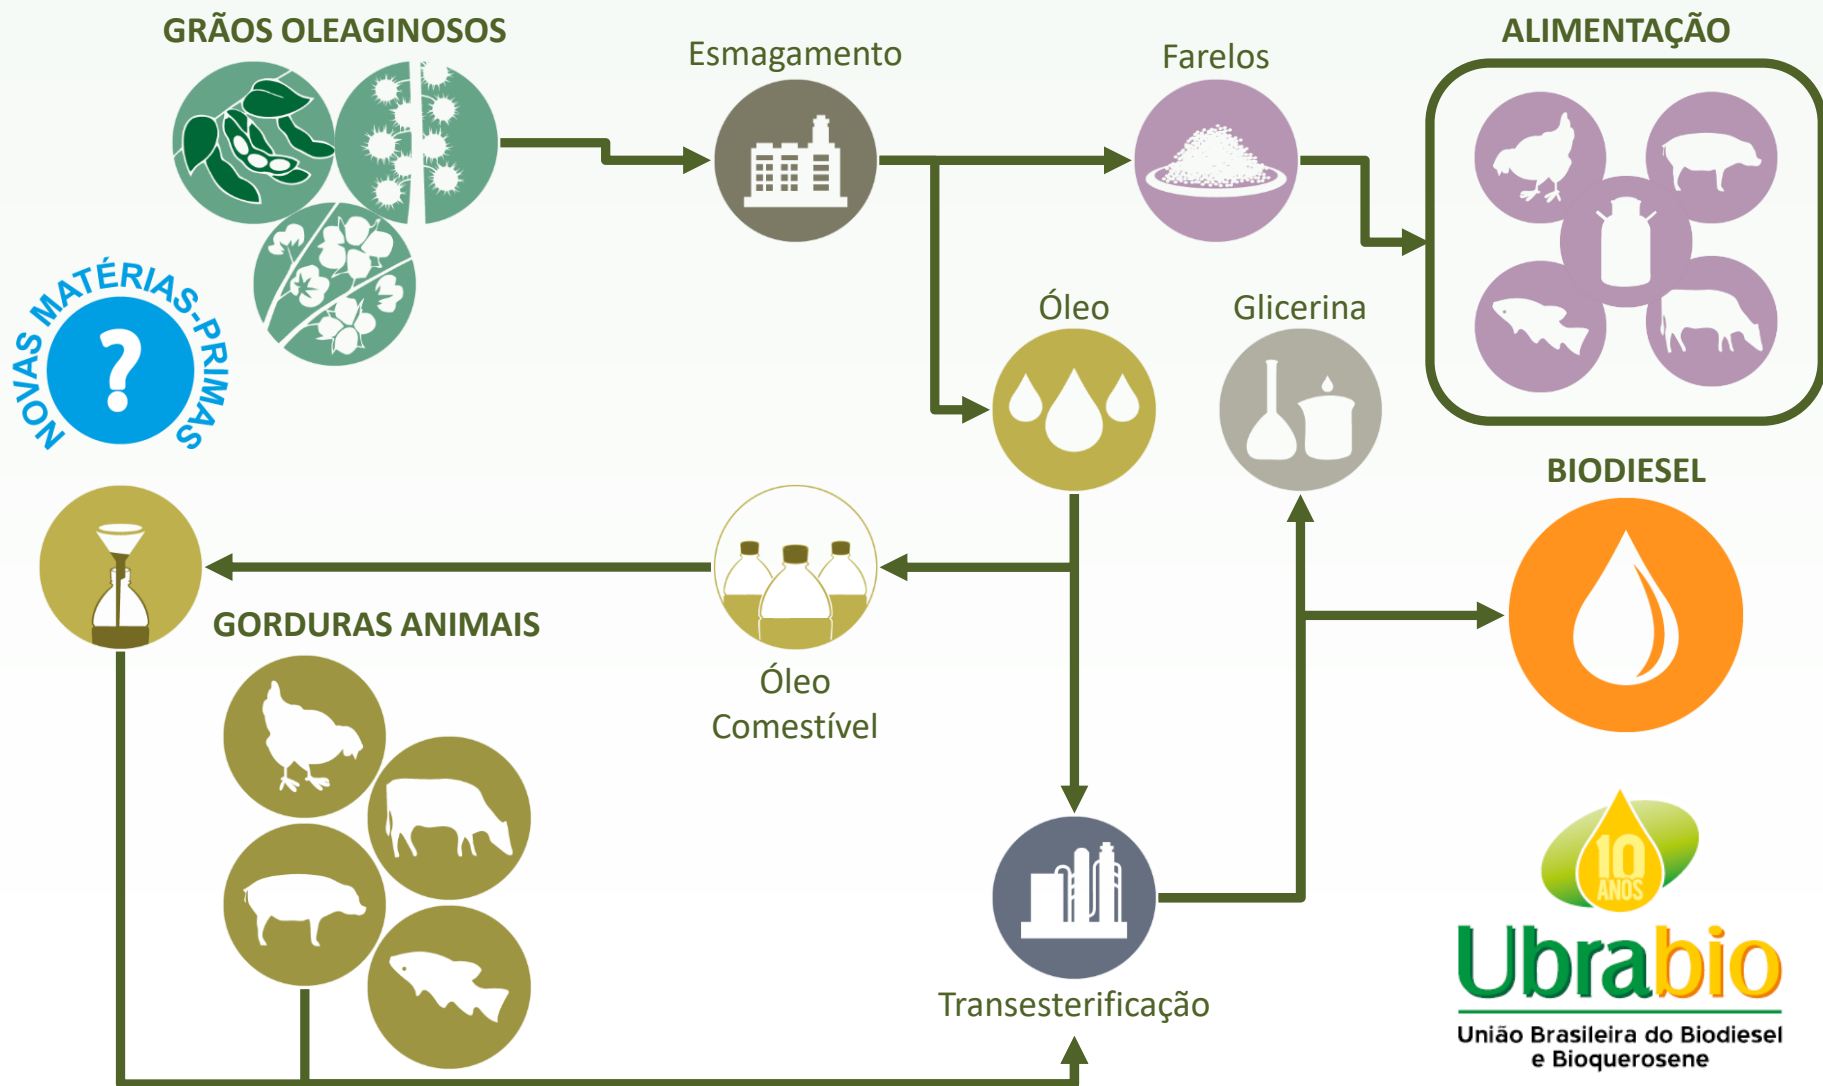 GRÃOS OLEAGINOSOS
Esmagamento
Farelos
ALIMENTAÇÃO
NOVAS MATÉRIAS-PRIMAS
?
Óleo
Glicerina
BIODIESEL
GORDURAS ANIMAIS
Óleo
Comestível
Transesterificação
10
ANOS
Ubrabio
União Brasileira do Biodiesel
e Bioquerosene